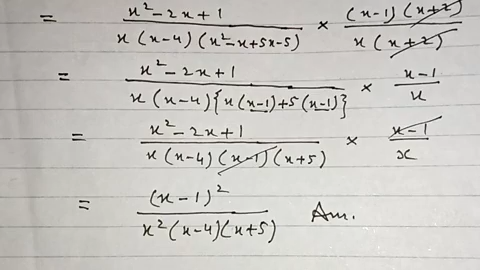 = x² - 2x + 1 / x (x-4) (x² - x + 5x - 5) × (x-1) (x+2) / x (x+2)
= x² - 2x + 1 / x (x-4) {x (x-1) + 5 (x-1)} × x-1 / x
= x² - 2x + 1 / x (x-4) (x-1) (x+5) × x-1 / x
= (x-1)² / x² (x-4) (x+5) Ans.